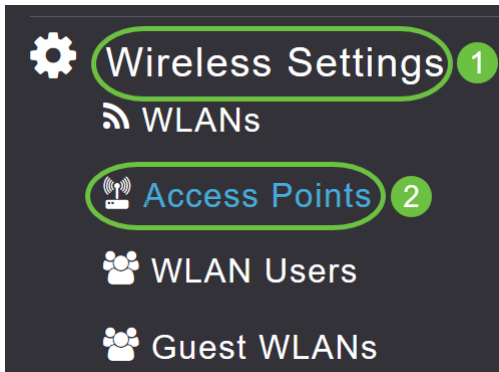 Wireless Settings 1
WLANs
Access Points 2
WLAN Users
Guest WLANs